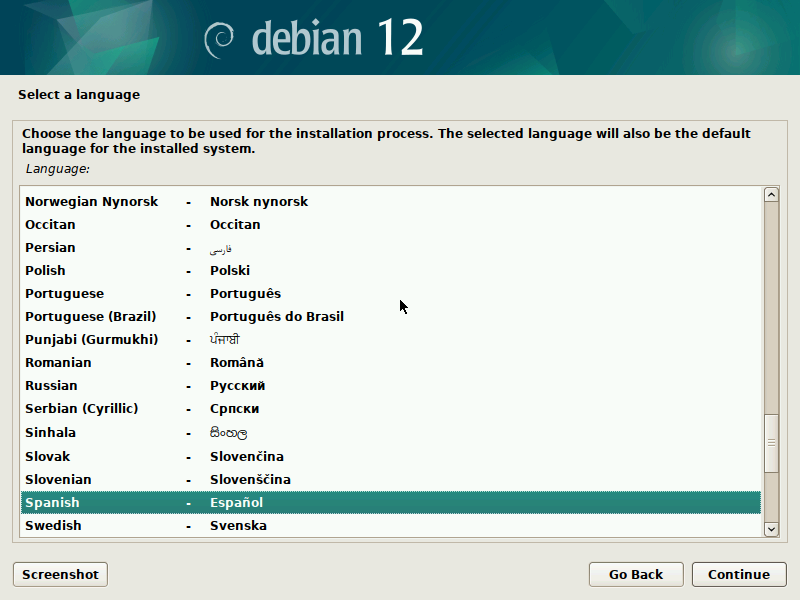 debian 12
Select a language
Choose the language to be used for the installation process. The selected language will also be the default
language for the installed system.
Language:
Norwegian Nynorsk - Norsk nynorsk
Occitan - Occitan
Persian - فارسی
Polish - Polski
Portuguese - Português
Portuguese (Brazil) - Português do Brasil
Punjabi (Gurmukhi) - ਪੰਜਾਬੀ
Romanian - Română
Russian - Русский
Serbian (Cyrillic) - Српски
Sinhala - සිංහල
Slovak - Slovenčina
Slovenian - Slovenščina
Spanish - Español
Swedish - Svenska
Screenshot Go Back Continue